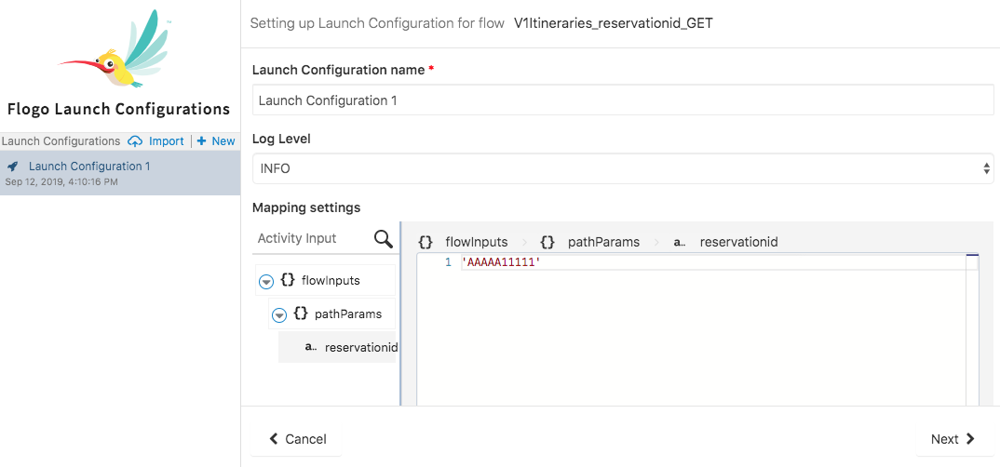 Flogo Launch Configurations
Launch Configurations Import + New
Launch Configuration 1
Sep 12, 2019, 4:10:16 PM
Setting up Launch Configuration for flow V1Itineraries_reservationid_GET
Launch Configuration name *
Launch Configuration 1
Log Level
INFO
Mapping settings
Activity Input
{} flowInputs
{} pathParams
a.. reservationid
{} flowInputs > {} pathParams > a.. reservationid
1 'AAAAA11111'
Cancel
Next